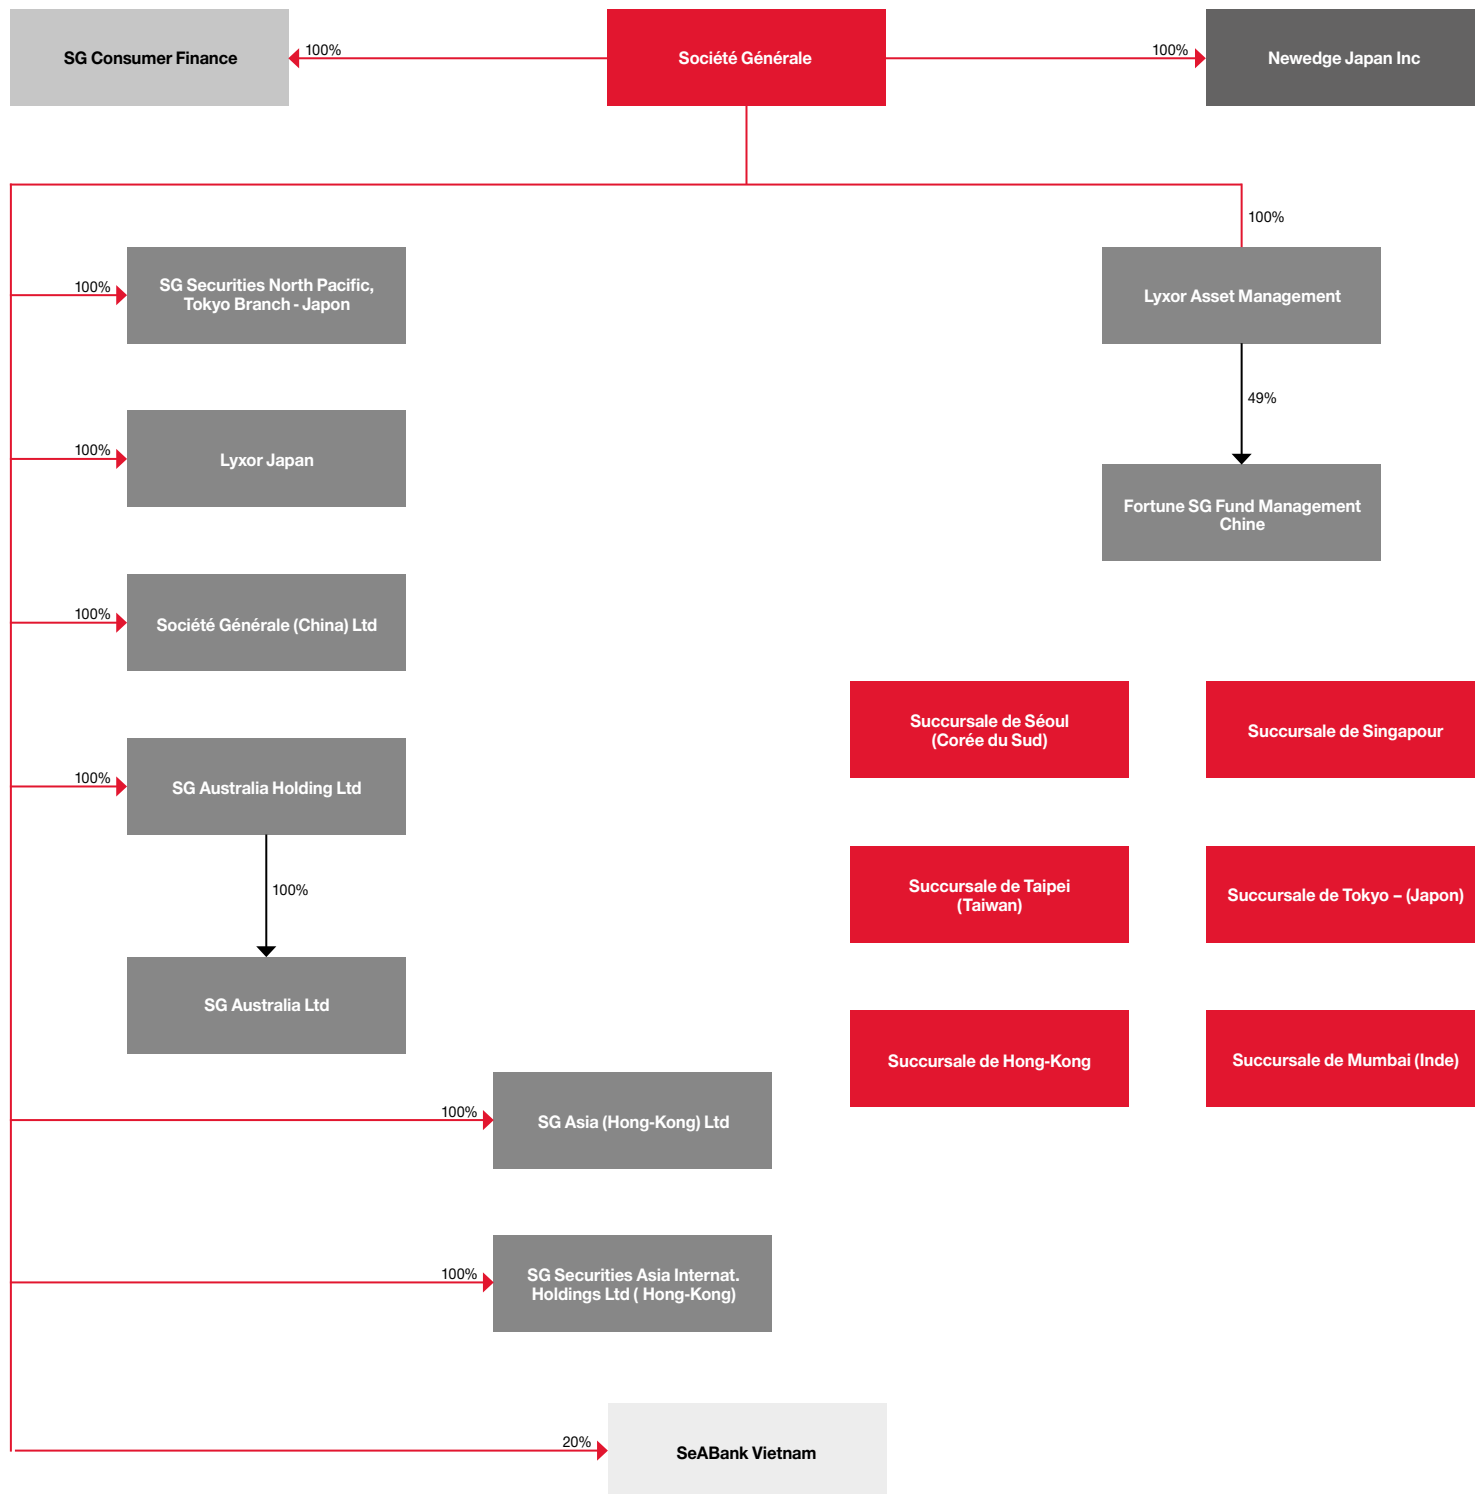 SG Consumer Finance
100%
Société Générale
100%
Newedge Japan Inc
100%
100%
SG Securities North Pacific,
Tokyo Branch - Japon
Lyxor Asset Management
49%
100%
Lyxor Japan
Fortune SG Fund Management
Chine
100%
Société Générale (China) Ltd
Succursale de Séoul
(Corée du Sud)
Succursale de Singapour
100%
SG Australia Holding Ltd
100%
Succursale de Taipei
(Taiwan)
Succursale de Tokyo – (Japon)
SG Australia Ltd
Succursale de Hong-Kong
Succursale de Mumbai (Inde)
100%
SG Asia (Hong-Kong) Ltd
100%
SG Securities Asia Internat.
Holdings Ltd ( Hong-Kong)
20%
SeABank Vietnam